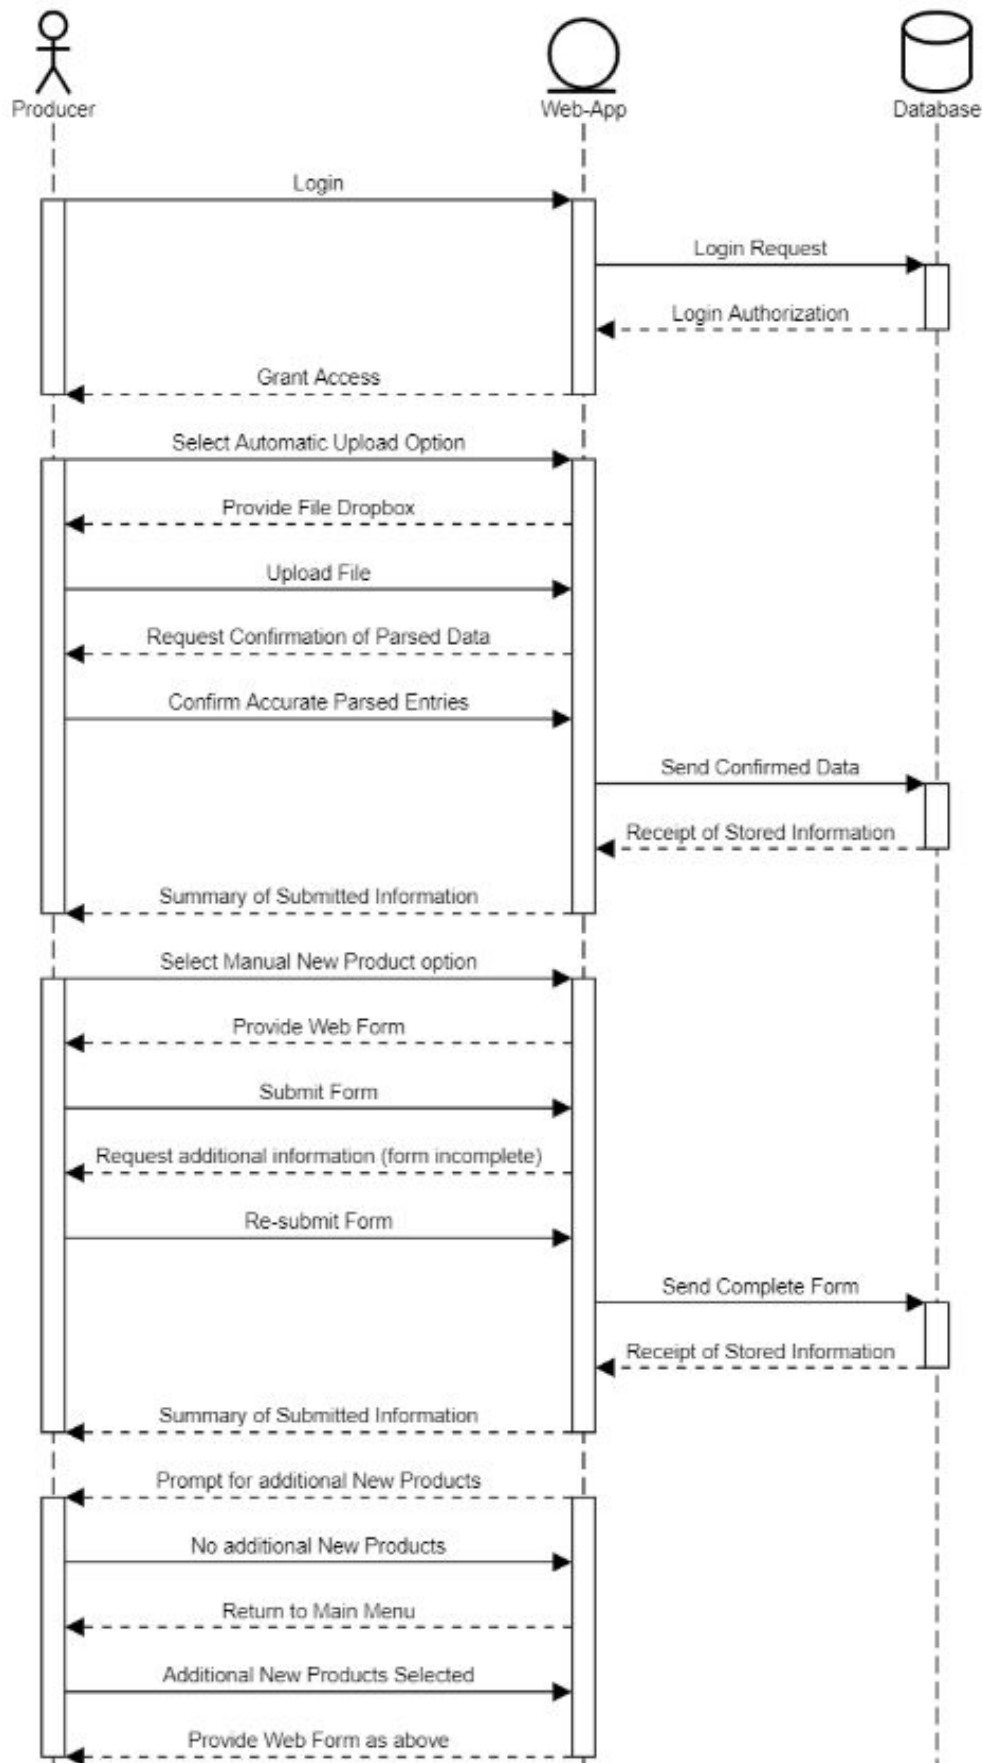 Producer
Web-App
Database
Login
Login Request
Login Authorization
Grant Access
Select Automatic Upload Option
Provide File Dropbox
Upload File
Request Confirmation of Parsed Data
Confirm Accurate Parsed Entries
Send Confirmed Data
Receipt of Stored Information
Summary of Submitted Information
Select Manual New Product option
Provide Web Form
Submit Form
Request additional information (form incomplete)
Re-submit Form
Send Complete Form
Receipt of Stored Information
Summary of Submitted Information
Prompt for additional New Products
No additional New Products
Return to Main Menu
Additional New Products Selected
Provide Web Form as above